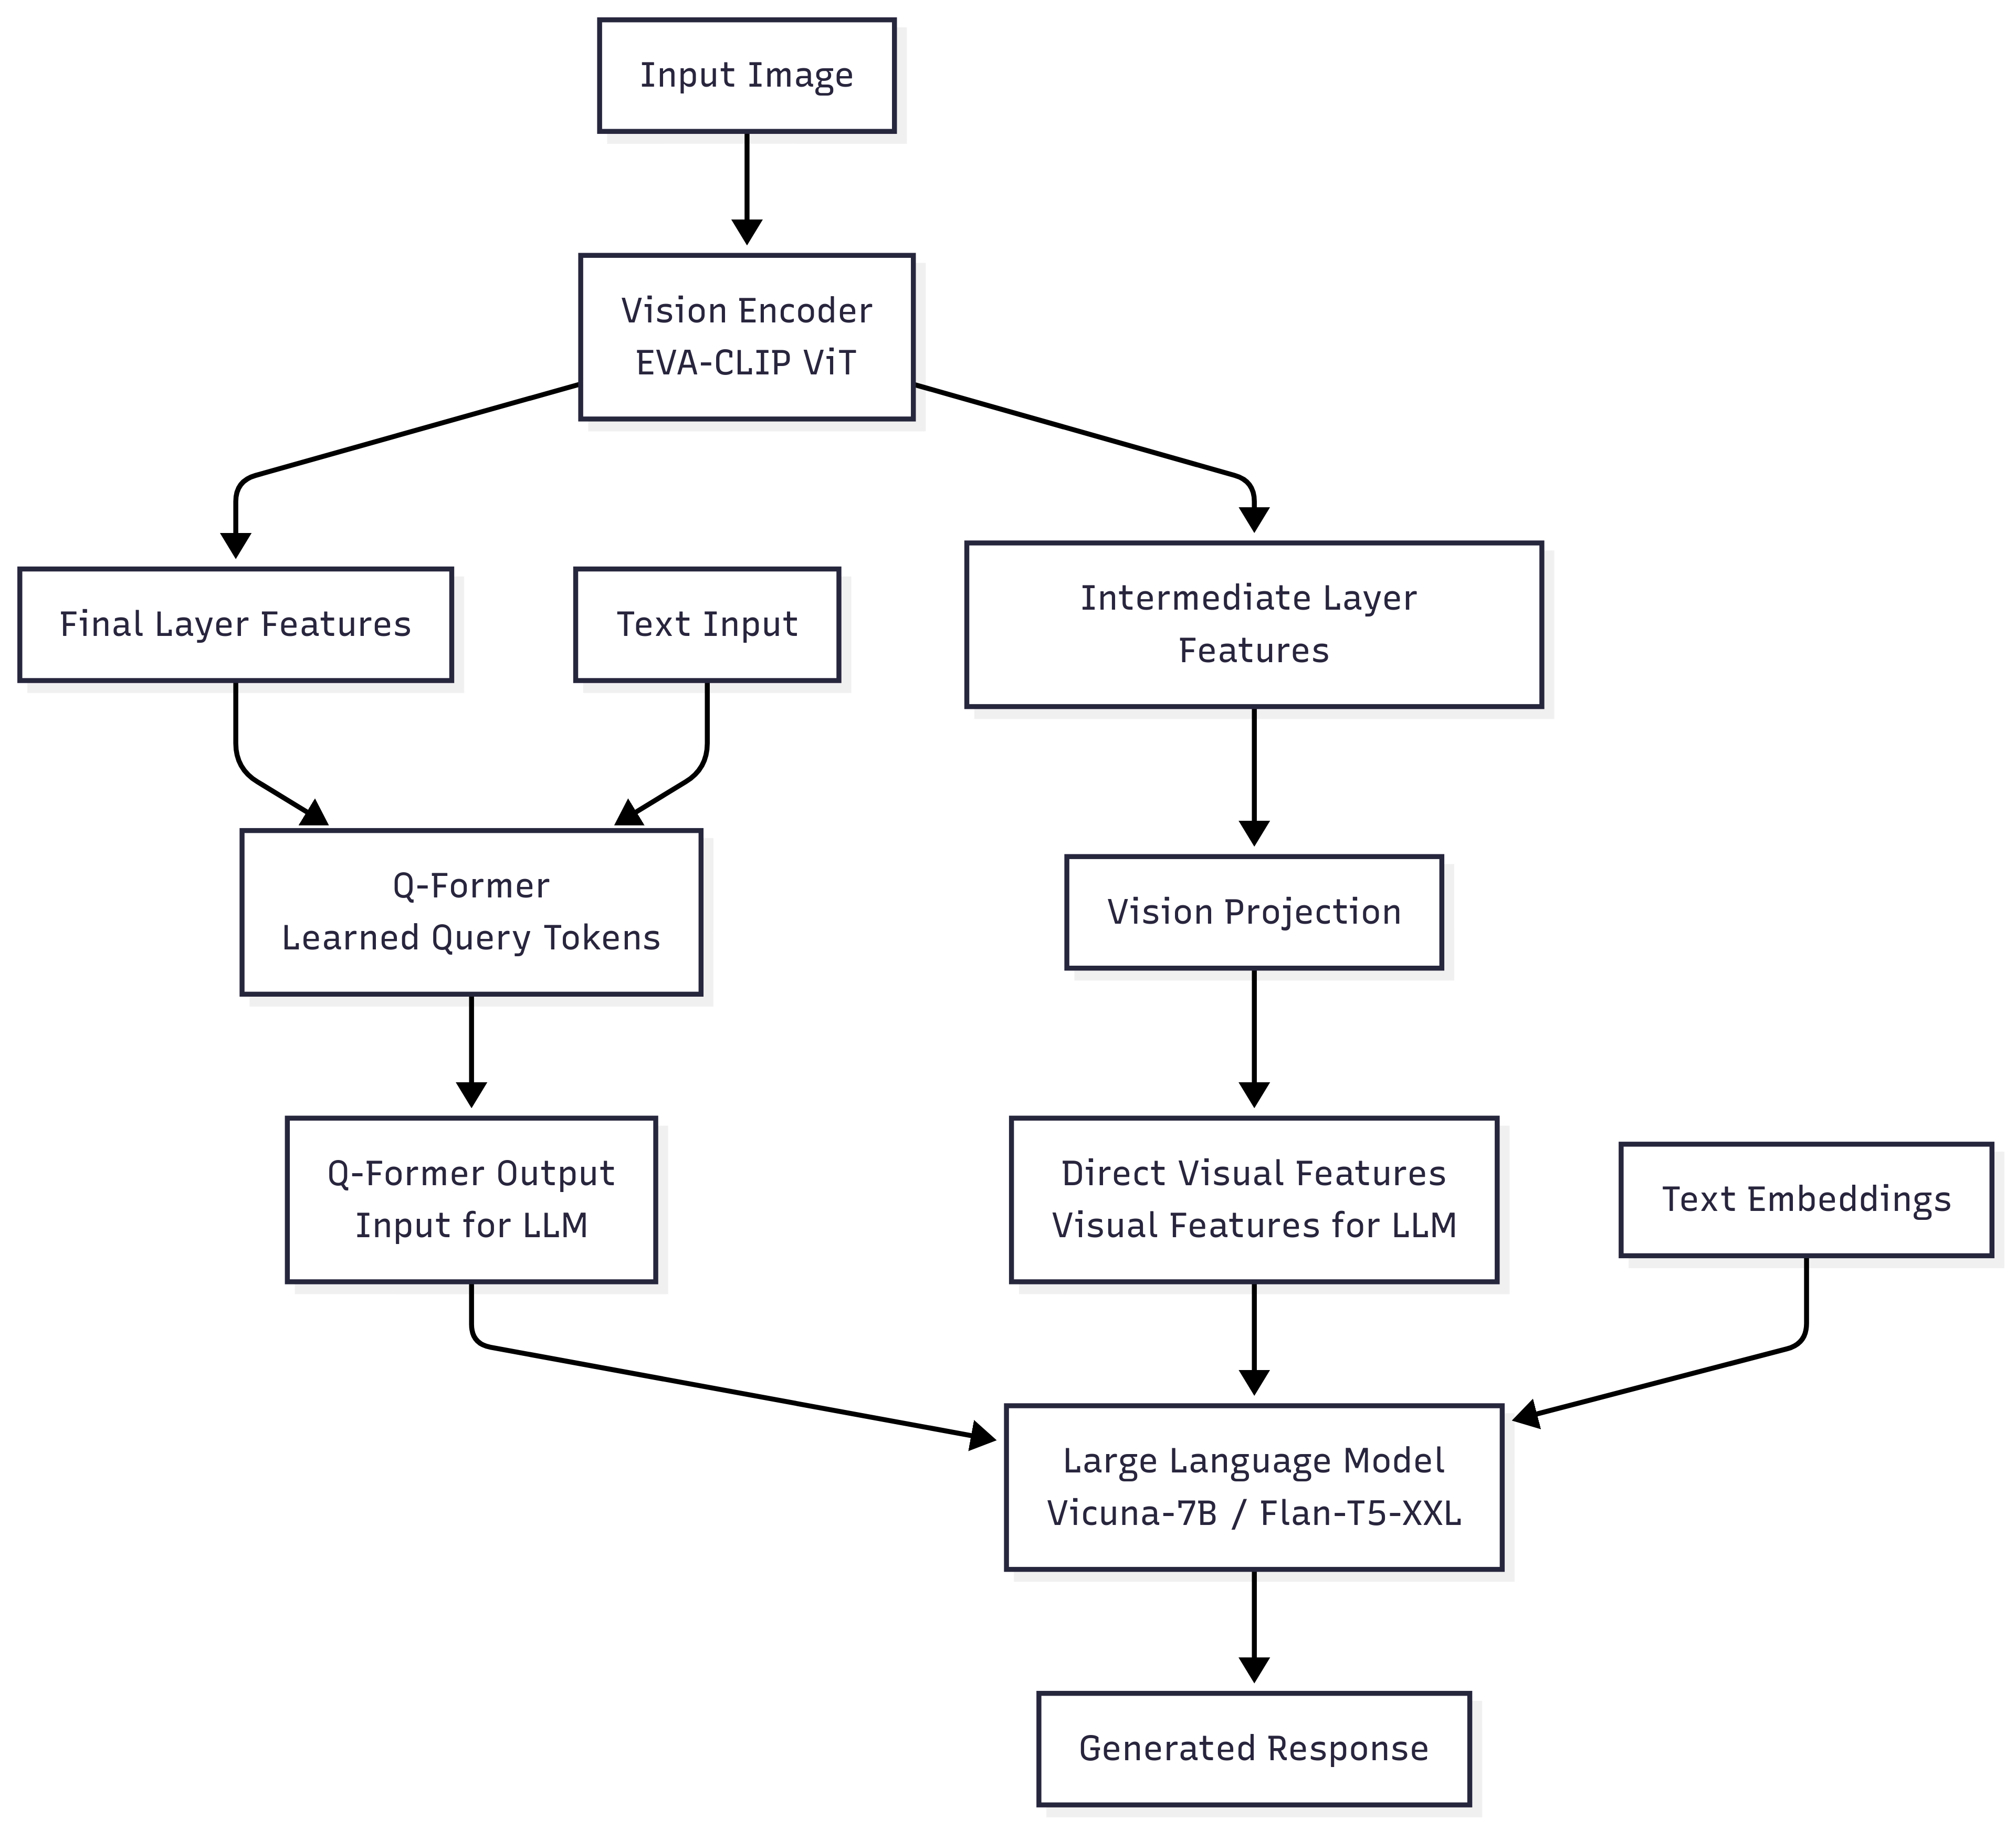 Input Image
Vision Encoder
EVA-CLIP ViT
Final Layer Features
Text Input
Intermediate Layer
Features
Q-Former
Learned Query Tokens
Vision Projection
Q-Former Output
Input for LLM
Direct Visual Features
Visual Features for LLM
Text Embeddings
Large Language Model
Vicuna-7B / Flan-T5-XXL
Generated Response